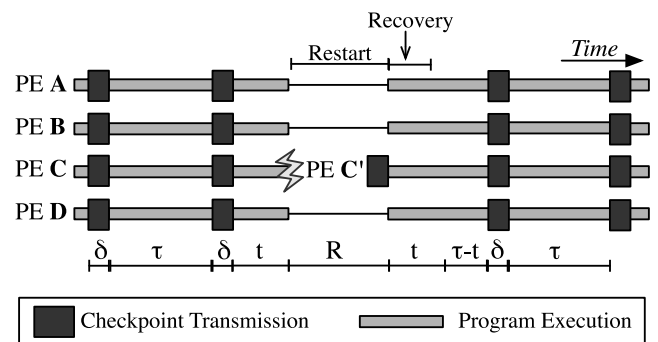 Recovery
Restart
Time
PE A
PE B
PE C
PE C'
PE D
δ τ δ t R t τ-t δ τ
Checkpoint Transmission
Program Execution